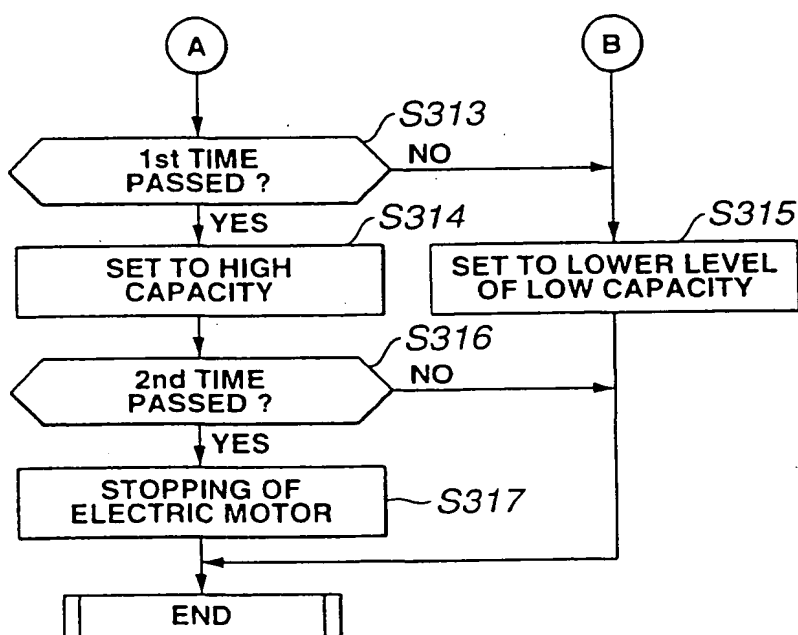 A
B
S313
1st TIME
PASSED ?
NO
YES
S314
S315
SET TO HIGH
CAPACITY
SET TO LOWER LEVEL
OF LOW CAPACITY
S316
2nd TIME
PASSED ?
NO
YES
STOPPING OF
ELECTRIC MOTOR
S317
END